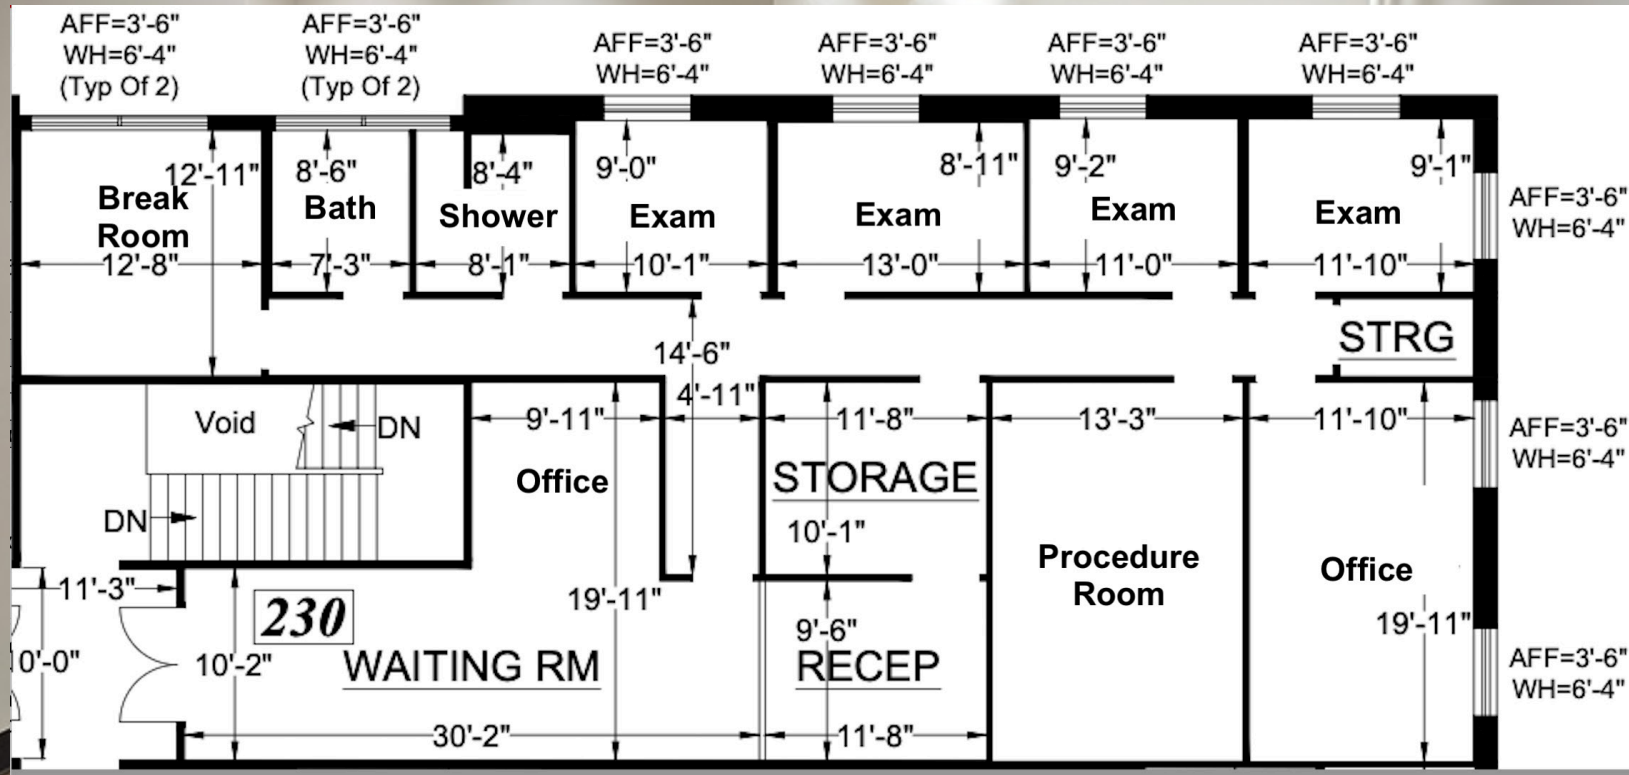 AFF=3'-6"
WH=6'-4"
(Typ Of 2)
AFF=3'-6"
WH=6'-4"
(Typ Of 2)
AFF=3'-6"
WH=6'-4"
AFF=3'-6"
WH=6'-4"
AFF=3'-6"
WH=6'-4"
AFF=3'-6"
WH=6'-4"
12'-11"
Break
Room
12'-8"
8'-6"
Bath
7'-3"
8'-4"
Shower
8'-1"
9'-0"
Exam
10'-1"
8'-11"
Exam
13'-0"
9'-2"
Exam
11'-0"
9'-1"
Exam
11'-10"
AFF=3'-6"
WH=6'-4"
14'-6"
STRG
4'-11"
Void
DN
DN
9'-11"
Office
11'-8"
STORAGE
10'-1"
13'-3"
Procedure
Room
11'-10"
Office
19'-11"
AFF=3'-6"
WH=6'-4"
11'-3"
0'-0"
230
10'-2"
WAITING RM
30'-2"
19'-11"
9'-6"
RECEP
11'-8"
AFF=3'-6"
WH=6'-4"